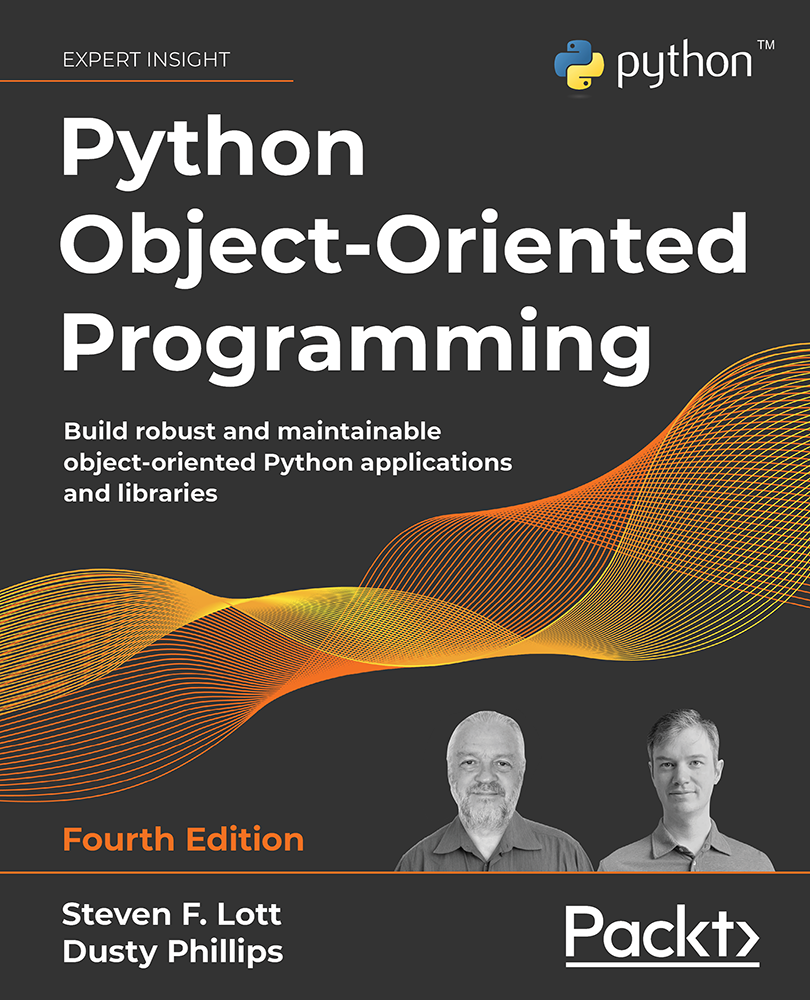 EXPERT INSIGHT
python™
Python
Object-Oriented
Programming
Build robust and maintainable
object-oriented Python applications
and libraries
Fourth Edition
Steven F. Lott
Dusty Phillips
Packt>